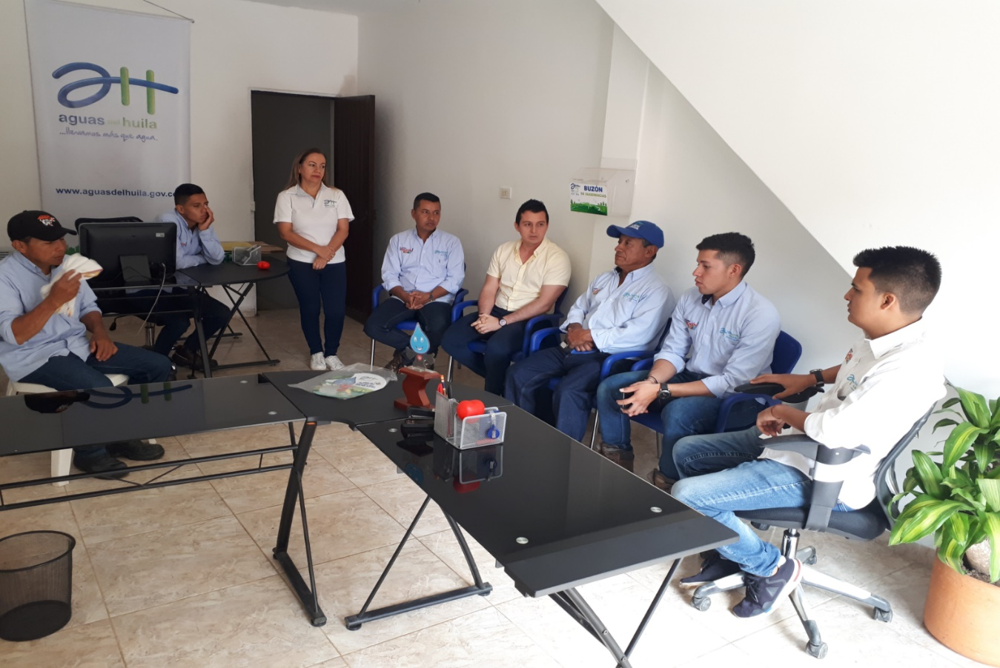 aguas del huila
...llevamos más que agua.
www.aguasdelhuila.gov.co
BUZÓN
DE SUGERENCIAS